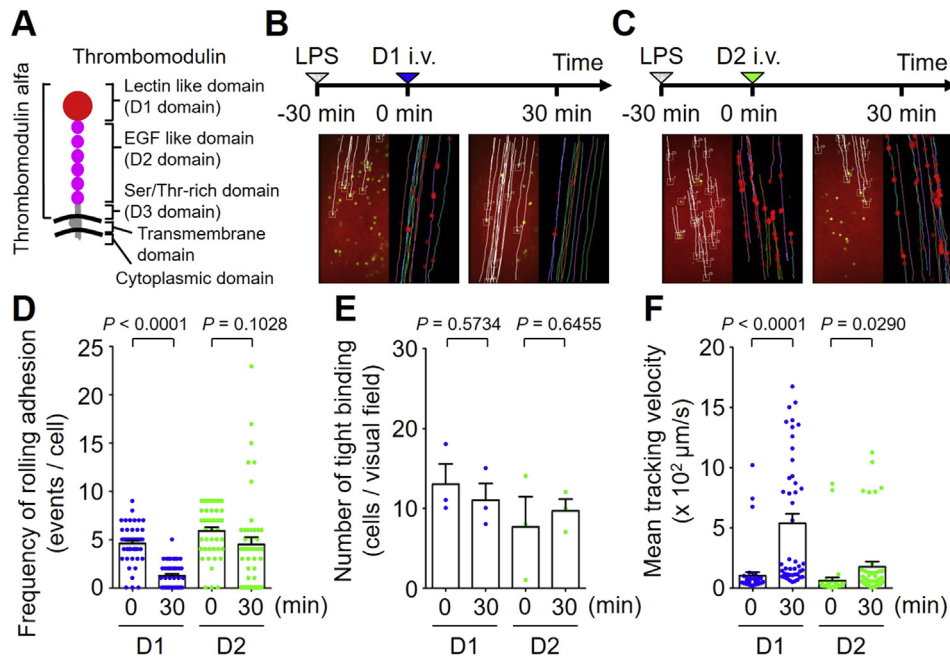 A
Thrombomodulin
Thrombomodulin alfa
Lectin like domain
(D1 domain)
EGF like domain
(D2 domain)
Ser/Thr-rich domain
(D3 domain)
Transmembrane
domain
Cytoplasmic domain
B
LPS
D1 i.v.
Time
-30 min
0 min
30 min
C
LPS
D2 i.v.
Time
-30 min
0 min
30 min
D
P < 0.0001
P = 0.1028
Frequency of rolling adhesion
(events / cell)
25
20
15
10
5
0
0 30 0 30 (min)
D1 D2
E
P = 0.5734
P = 0.6455
Number of tight binding
(cells / visual field)
30
20
10
0
0 30 0 30 (min)
D1 D2
F
P < 0.0001
P = 0.0290
Mean tracking velocity
(x 10² μm/s)
20
15
10
5
0
0 30 0 30 (min)
D1 D2